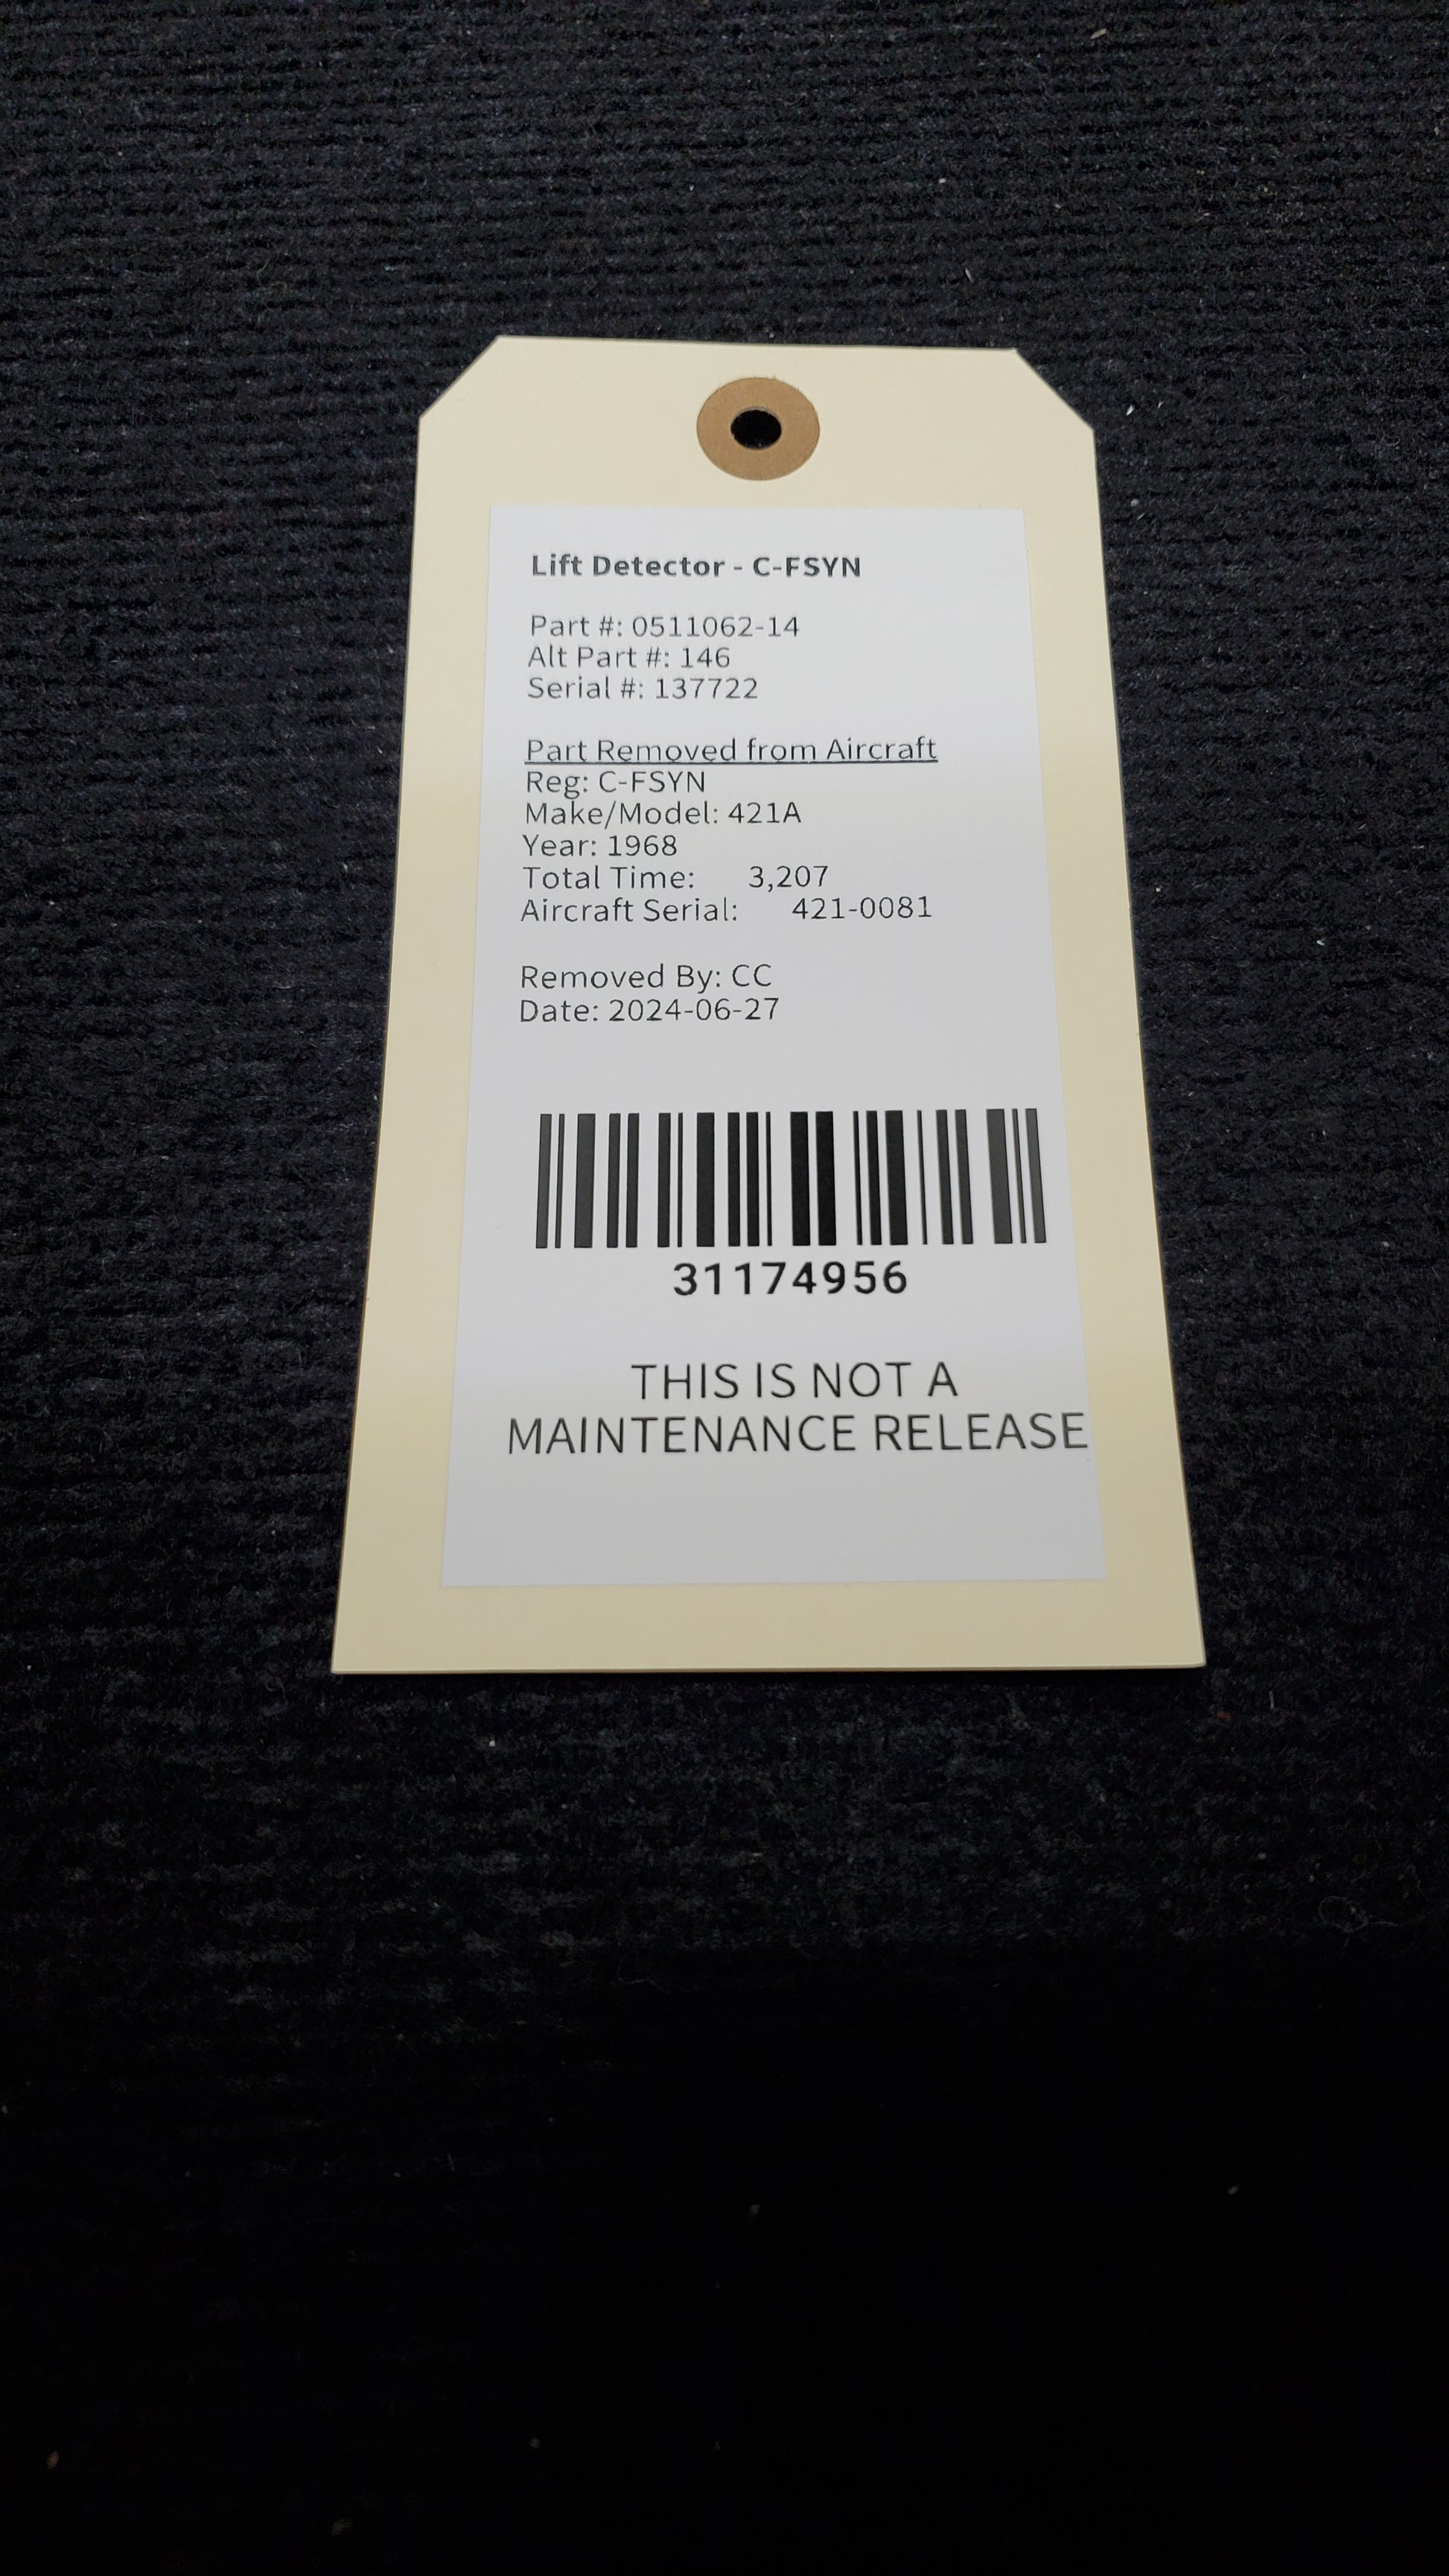 Lift Detector - C-FSYN
Part #: 0511062-14
Alt Part #: 146
Serial #: 137722
Part Removed from Aircraft
Reg: C-FSYN
Make/Model: 421A
Year: 1968
Total Time: 3,207
Aircraft Serial: 421-0081
Removed By: CC
Date: 2024-06-27
31174956
THIS IS NOT A
MAINTENANCE RELEASE